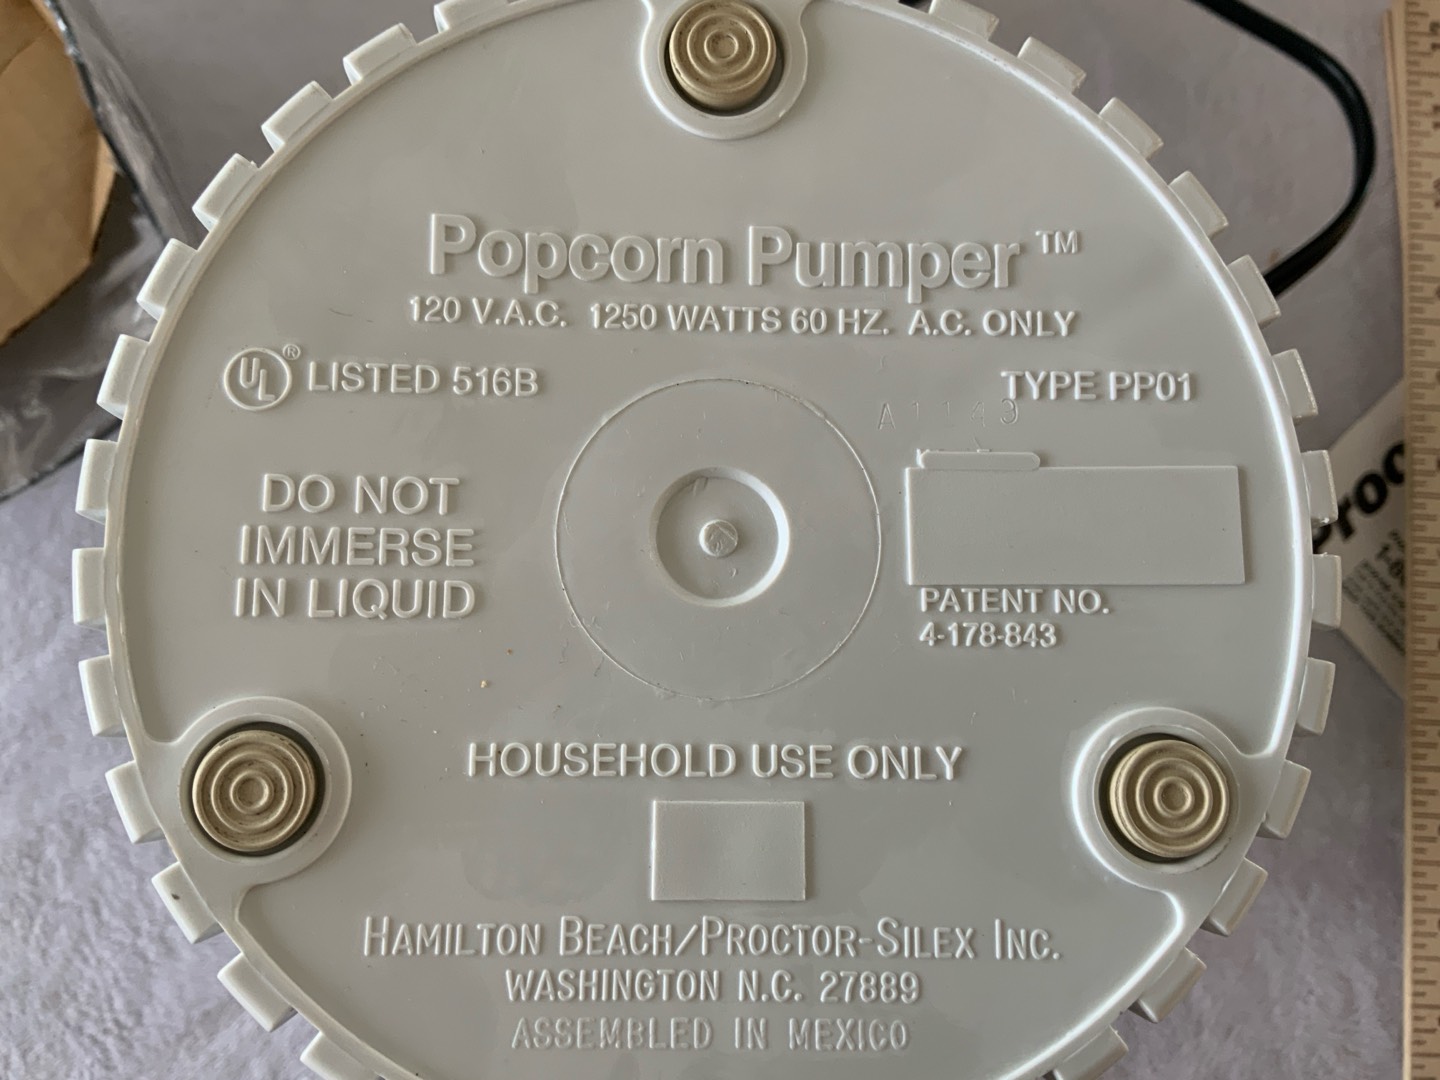 Popcorn Pumper ™
120 V.A.C. 1250 WATTS 60 HZ. A.C. ONLY
UL® LISTED 516B
TYPE PP01
A1143
DO NOT
IMMERSE
IN LIQUID
PATENT NO.
4-178-843
HOUSEHOLD USE ONLY
HAMILTON BEACH/PROCTOR-SILEX INC.
WASHINGTON N.C. 27889
ASSEMBLED IN MEXICO